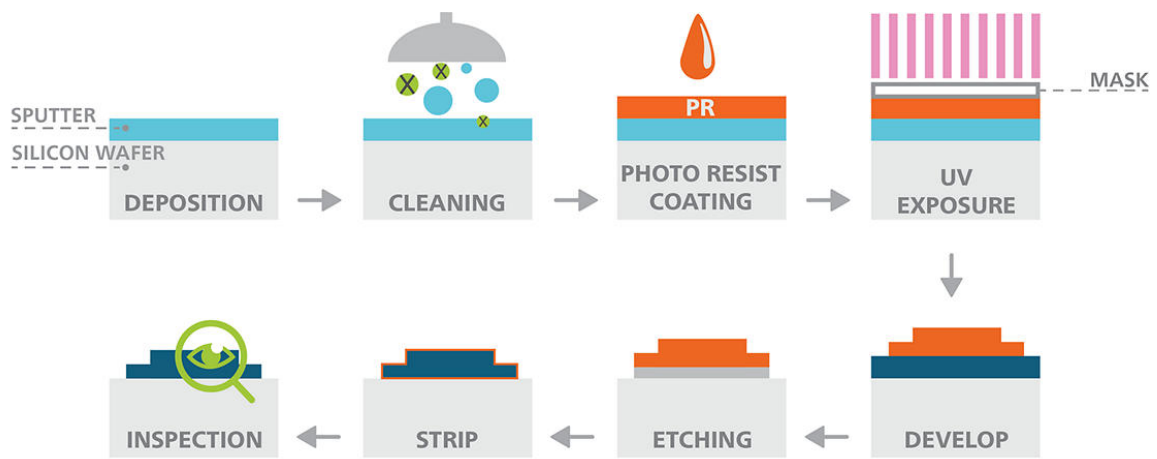 SPUTTER
SILICON WAFER
DEPOSITION
CLEANING
PR
PHOTO RESIST
COATING
MASK
UV
EXPOSURE
INSPECTION
STRIP
ETCHING
DEVELOP